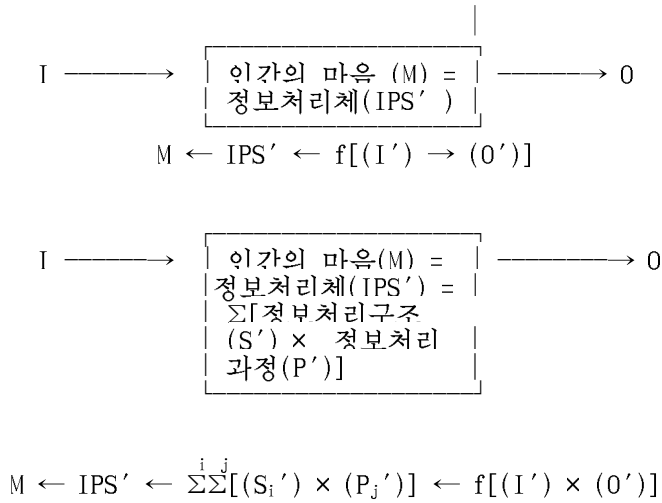 I ――――→ 인간의 마음 (M) = ――――→ O
정보처리체(IPS′ )
M ← IPS′ ← f[(I′) → (O′)]
I ――――→ 인간의 마음(M) = ――――→ O
정보처리체(IPS′) =
Σ[정보처리구조
(S′) × 정보처리
과정(P′)]
i j
M ← IPS′ ← ΣΣ[(Sᵢ′) × (Pⱼ′)] ← f[(I′) × (O′)]